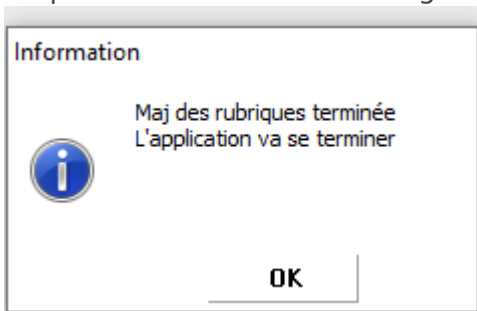 Information
Maj des rubriques terminée
L'application va se terminer
OK